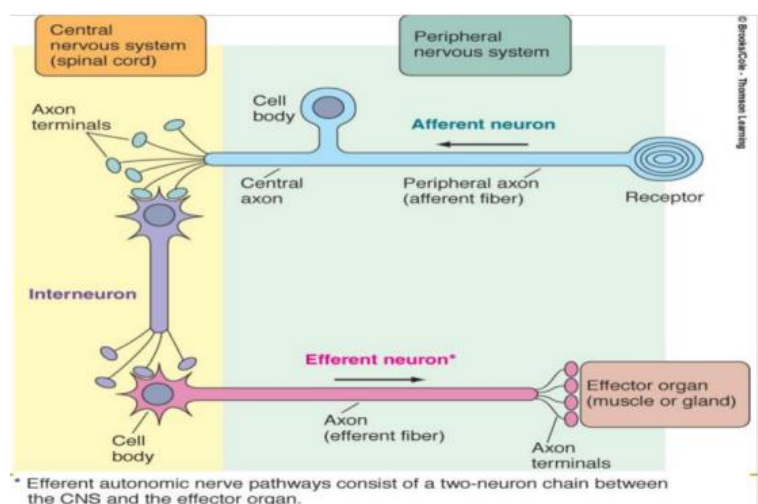 Central
nervous system
(spinal cord)
Peripheral
nervous system
© Brooks/Cole - Thomson Learning
Axon
terminals
Cell
body
Afferent neuron
Central
axon
Peripheral axon
(afferent fiber)
Receptor
Interneuron
Efferent neuron*
Effector organ
(muscle or gland)
Cell
body
Axon
(efferent fiber)
Axon
terminals
* Efferent autonomic nerve pathways consist of a two-neuron chain between
the CNS and the effector organ.